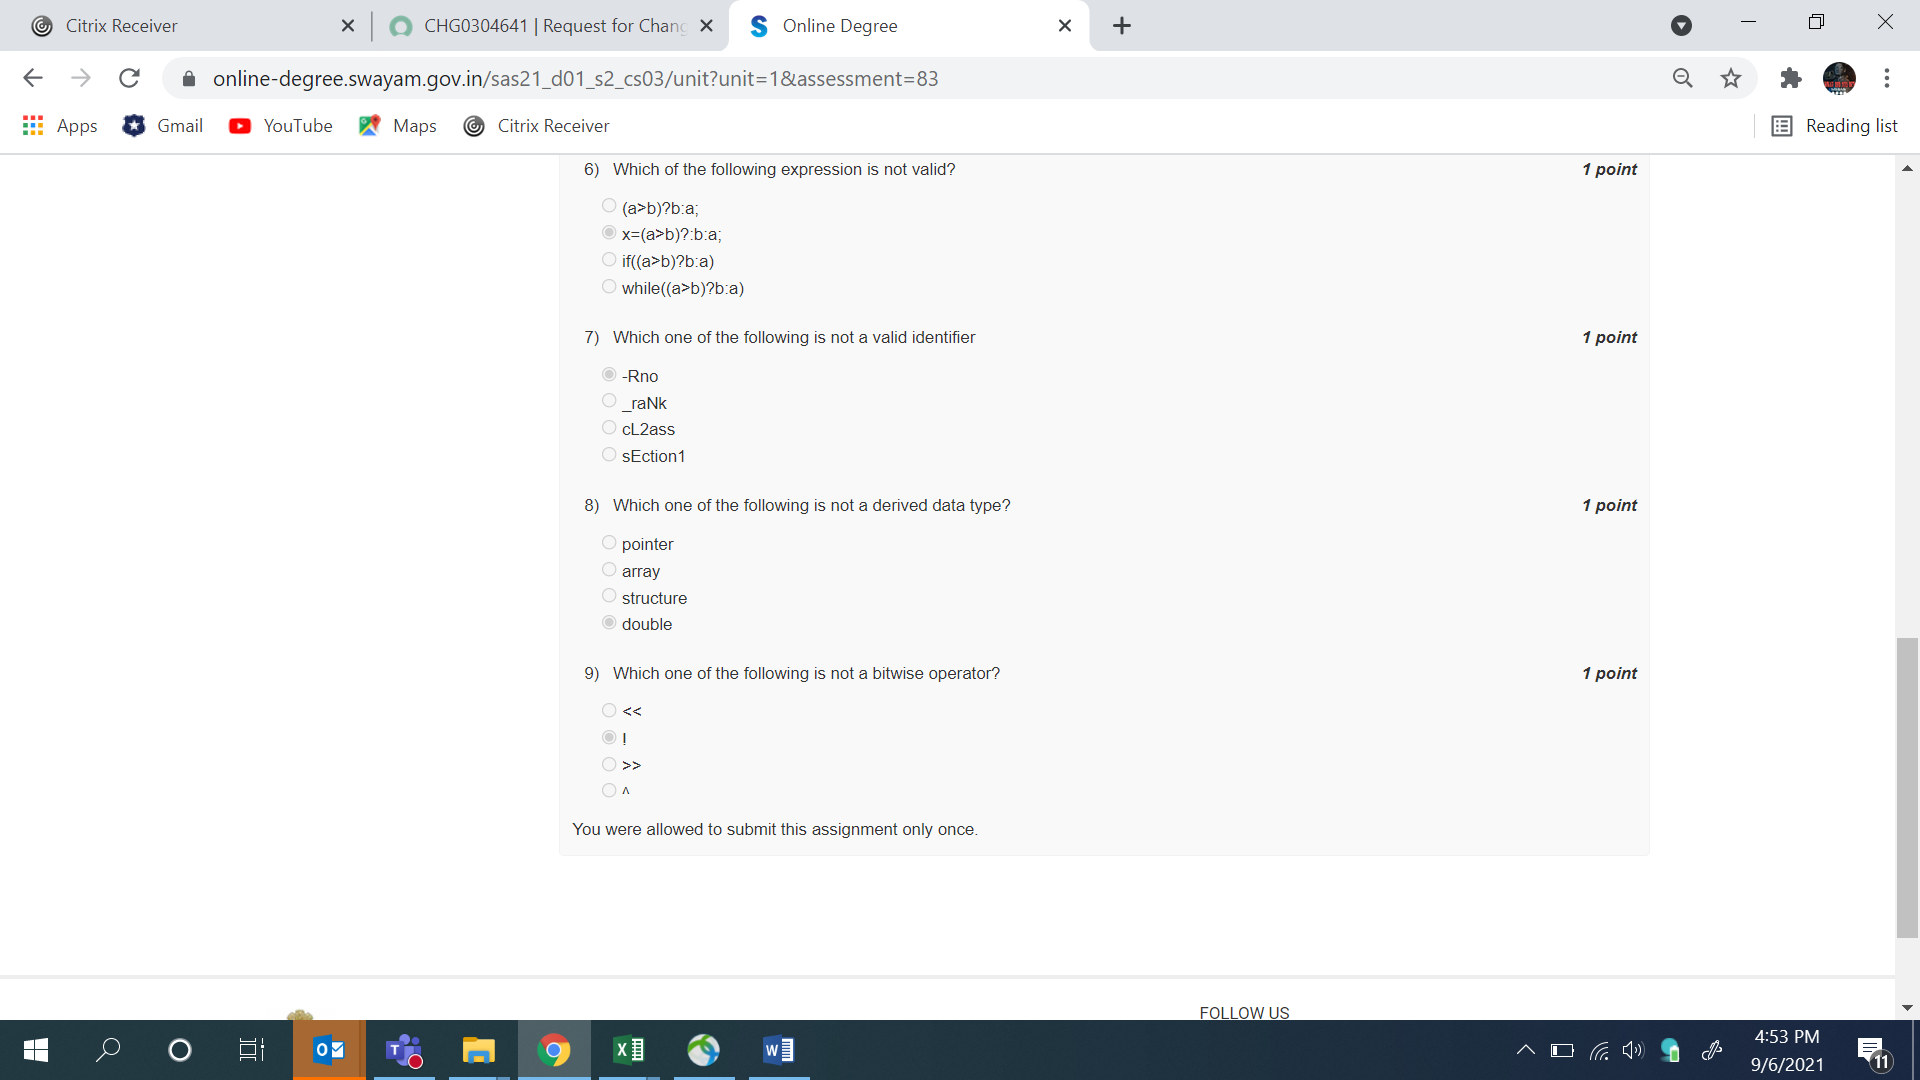 Citrix Receiver
CHG0304641 | Request for Chang
Online Degree
online-degree.swayam.gov.in/sas21_d01_s2_cs03/unit?unit=1&assessment=83
Apps
Gmail
YouTube
Maps
Citrix Receiver
Reading list
6) Which of the following expression is not valid? 1 point
(a>b)?b:a;
x=(a>b)?:b:a;
if((a>b)?b:a)
while((a>b)?b:a)
7) Which one of the following is not a valid identifier 1 point
-Rno
_raNk
cL2ass
sEction1
8) Which one of the following is not a derived data type? 1 point
pointer
array
structure
double
9) Which one of the following is not a bitwise operator? 1 point
<<
!
>>
^
You were allowed to submit this assignment only once.
FOLLOW US
4:53 PM
9/6/2021
11